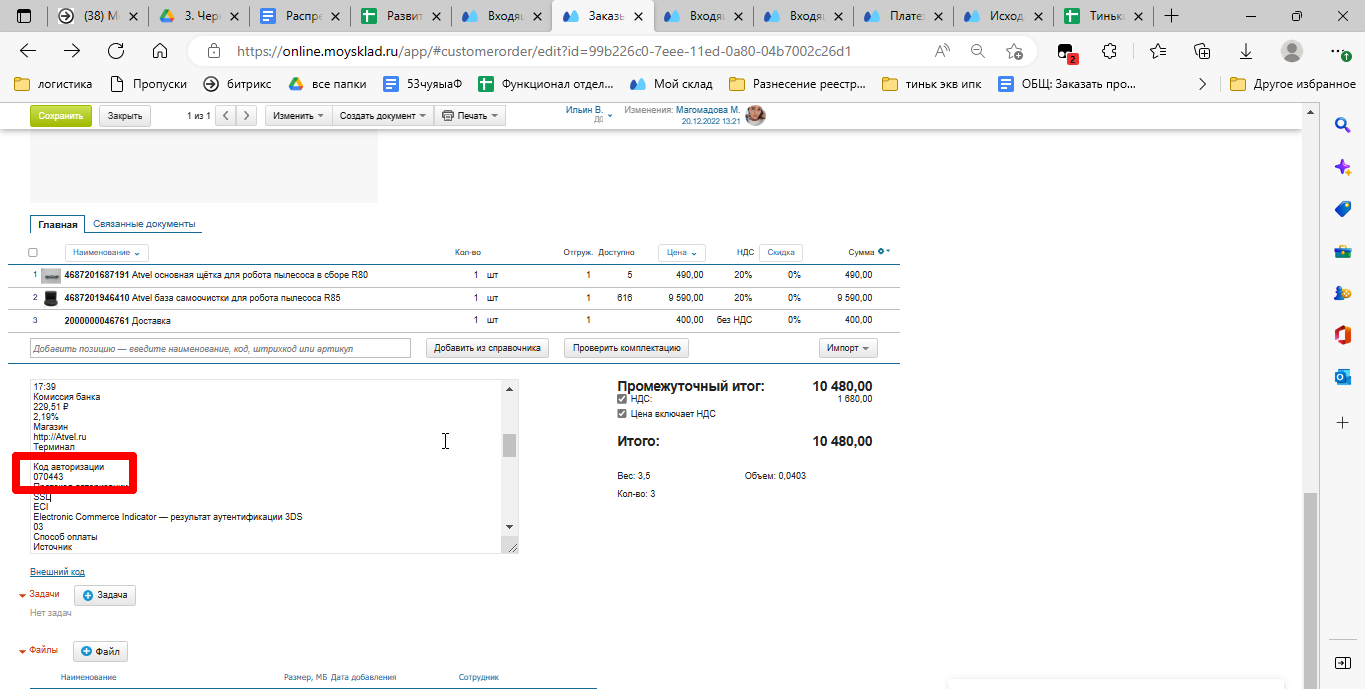 (38) М
3. Черн
Распре
Развит
Входящ
Заказы
Входящ
Входящ
Плате
Исход
Тинько
https://online.moysklad.ru/app/#customerorder/edit?id=99b226c0-7eee-11ed-0a80-04b7002c26d1
2
логистика
Пропуски
битрикс
все папки
53чуяыаФ
Функционал отдел...
Мой склад
Разнесение реестр...
тиньк экв ипк
ОБЩ: Заказать про...
Другое избранное
Сохранить
Закрыть
1 из 1
Изменить
Создать документ
Печать
Ильин В.
Изменения: Магомадова М.
20.12.2022 13:21
Главная
Связанные документы
Наименование Кол-во Отгруж. Доступно Цена НДС Скидка Сумма
1 4687201687191 Atvel основная щётка для робота пылесоса в сборе R80 1 шт 1 5 490,00 20% 0% 490,00
2 4687201946410 Atvel база самоочистки для робота пылесоса R85 1 шт 1 616 9 590,00 20% 0% 9 590,00
3 2000000046761 Доставка 1 шт 1 400,00 без НДС 0% 400,00
Добавить позицию — введите наименование, код, штрихкод или артикул
Добавить из справочника
Проверить комплектацию
Импорт
17:39
Комиссия банка
229,51 ₽
2,19%
Магазин
http://Atvel.ru
Терминал
Код авторизации
070443
SSL
ECI
Electronic Commerce Indicator — результат аутентификации 3DS
03
Способ оплаты
Источник
Промежуточный итог: 10 480,00
НДС: 1 680,00
Цена включает НДС
Итого: 10 480,00
Вес: 3,5
Объем: 0,0403
Кол-во: 3
Внешний код
Задачи
Задача
Нет задач
Файлы
Файл
Наименование
Размер, МБ
Дата добавления
Сотрудник